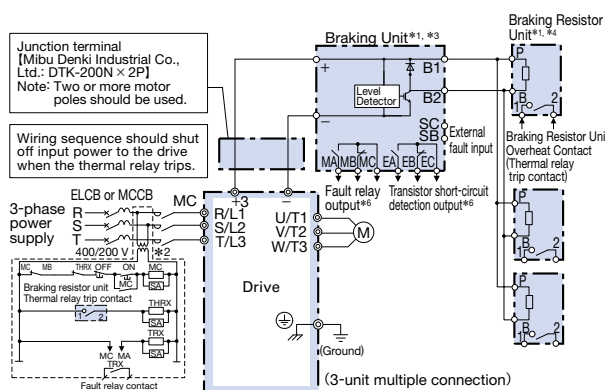 Junction terminal
【Mibu Denki Industrial Co.,
Ltd.: DTK-200N × 2P】
Note: Two or more motor
poles should be used.
Wiring sequence should shut
off input power to the drive
when the thermal relay trips.
Braking Unit*1, *3
+
−
Level
Detector
B1
B2
SC
SB
External
fault input
MA MB MC EA EB EC
Fault relay
output*6
Transistor short-circuit
detection output*6
Braking Resistor
Unit*1, *4
P
B
1 2
Braking Resistor Uni
Overheat Contact
(Thermal relay
trip contact)
P
B
1 2
P
B
1 2
ELCB or MCCB
MC
3-phase
power
supply
R
S
T
400/200 V
*2
R/L1
S/L2
T/L3
+3
−
U/T1
V/T2
W/T3
M
Drive
(Ground)
(3-unit multiple connection)
MC MB THRX OFF ON MC
MC
SA
Braking resistor unit
Thermal relay trip contact
THRX
1 2
SA
TRX
SA
MC MA
TRX
Fault relay contact